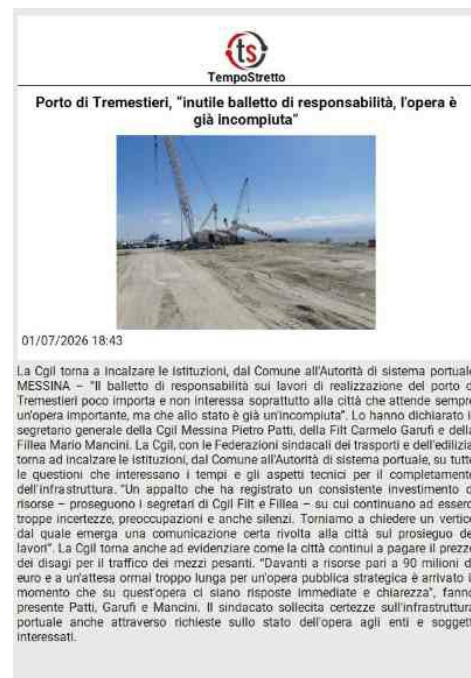 ts
TempoStretto
Porto di Tremestieri, "inutile balletto di responsabilità, l'opera è
già incompiuta"
01/07/2026 18:43
La Cgil torna a incalzare le istituzioni, dal Comune all'Autorità di sistema portuale
MESSINA – "Il balletto di responsabilità sui lavori di realizzazione del porto d
Tremestieri poco importa e non interessa soprattutto alla città che attende sempre
un'opera importante, ma che allo stato è già un'incompiuta". Lo hanno dichiarato i
segretario generale della Cgil Messina Pietro Patti, della Filt Carmelo Garufi e della
Fillea Mario Mancini. La Cgil, con le Federazioni sindacali dei trasporti e dell'edilizia
torna ad incalzare le istituzioni, dal Comune all'Autorità di sistema portuale, su tutte
le questioni che interessano i tempi e gli aspetti tecnici per il completamente
dell'infrastruttura. "Un appalto che ha registrato un consistente investimento d
risorse – proseguono i segretari di Cgil Filt e Fillea – su cui continuano ad esserc
troppe incertezze, preoccupazioni e anche silenzi. Torniamo a chiedere un vertice
dal quale emerga una comunicazione certa rivolta alla città sul prosieguo de
lavori". La Cgil torna anche ad evidenziare come la città continui a pagare il prezzo
dei disagi per il traffico dei mezzi pesanti. "Davanti a risorse pari a 90 milioni d
euro e a un'attesa ormai troppo lunga per un'opera pubblica strategica è arrivato i
momento che su quest'opera ci siano risposte immediate e chiarezza", fanno
presente Patti, Garufi e Mancini. Il sindacato sollecita certezze sull'infrastruttura
portuale anche attraverso richieste sullo stato dell'opera agli enti e soggett
interessati.